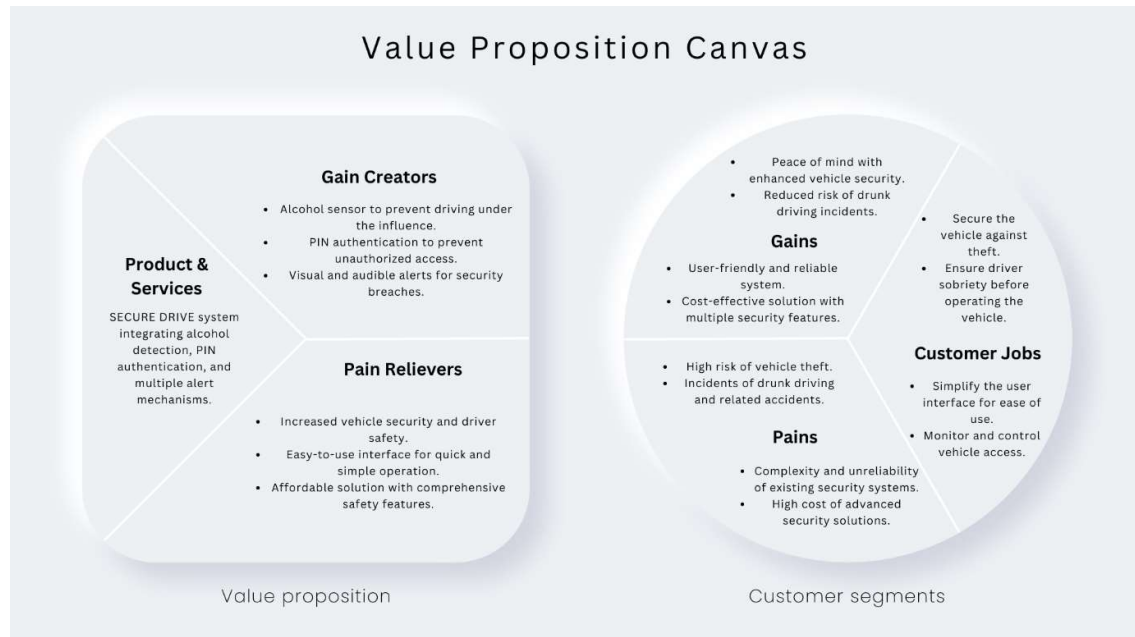 Value Proposition Canvas
Product &
Services
SECURE DRIVE system
integrating alcohol
detection, PIN
authentication, and
multiple alert
mechanisms.
Gain Creators
• Alcohol sensor to prevent driving under
the influence.
• PIN authentication to prevent
unauthorized access.
• Visual and audible alerts for security
breaches.
Pain Relievers
• Increased vehicle security and driver
safety.
• Easy-to-use interface for quick and
simple operation.
• Affordable solution with comprehensive
safety features.
Value proposition
• Peace of mind with
enhanced vehicle security.
• Reduced risk of drunk
driving incidents.
Gains
• User-friendly and reliable
system.
• Cost-effective solution with
multiple security features.
• High risk of vehicle theft.
• Incidents of drunk driving
and related accidents.
Pains
• Complexity and unreliability
of existing security systems.
• High cost of advanced
security solutions.
• Secure the
vehicle against
theft.
• Ensure driver
sobriety before
operating the
vehicle.
Customer Jobs
• Simplify the user
interface for ease of
use.
• Monitor and control
vehicle access.
Customer segments